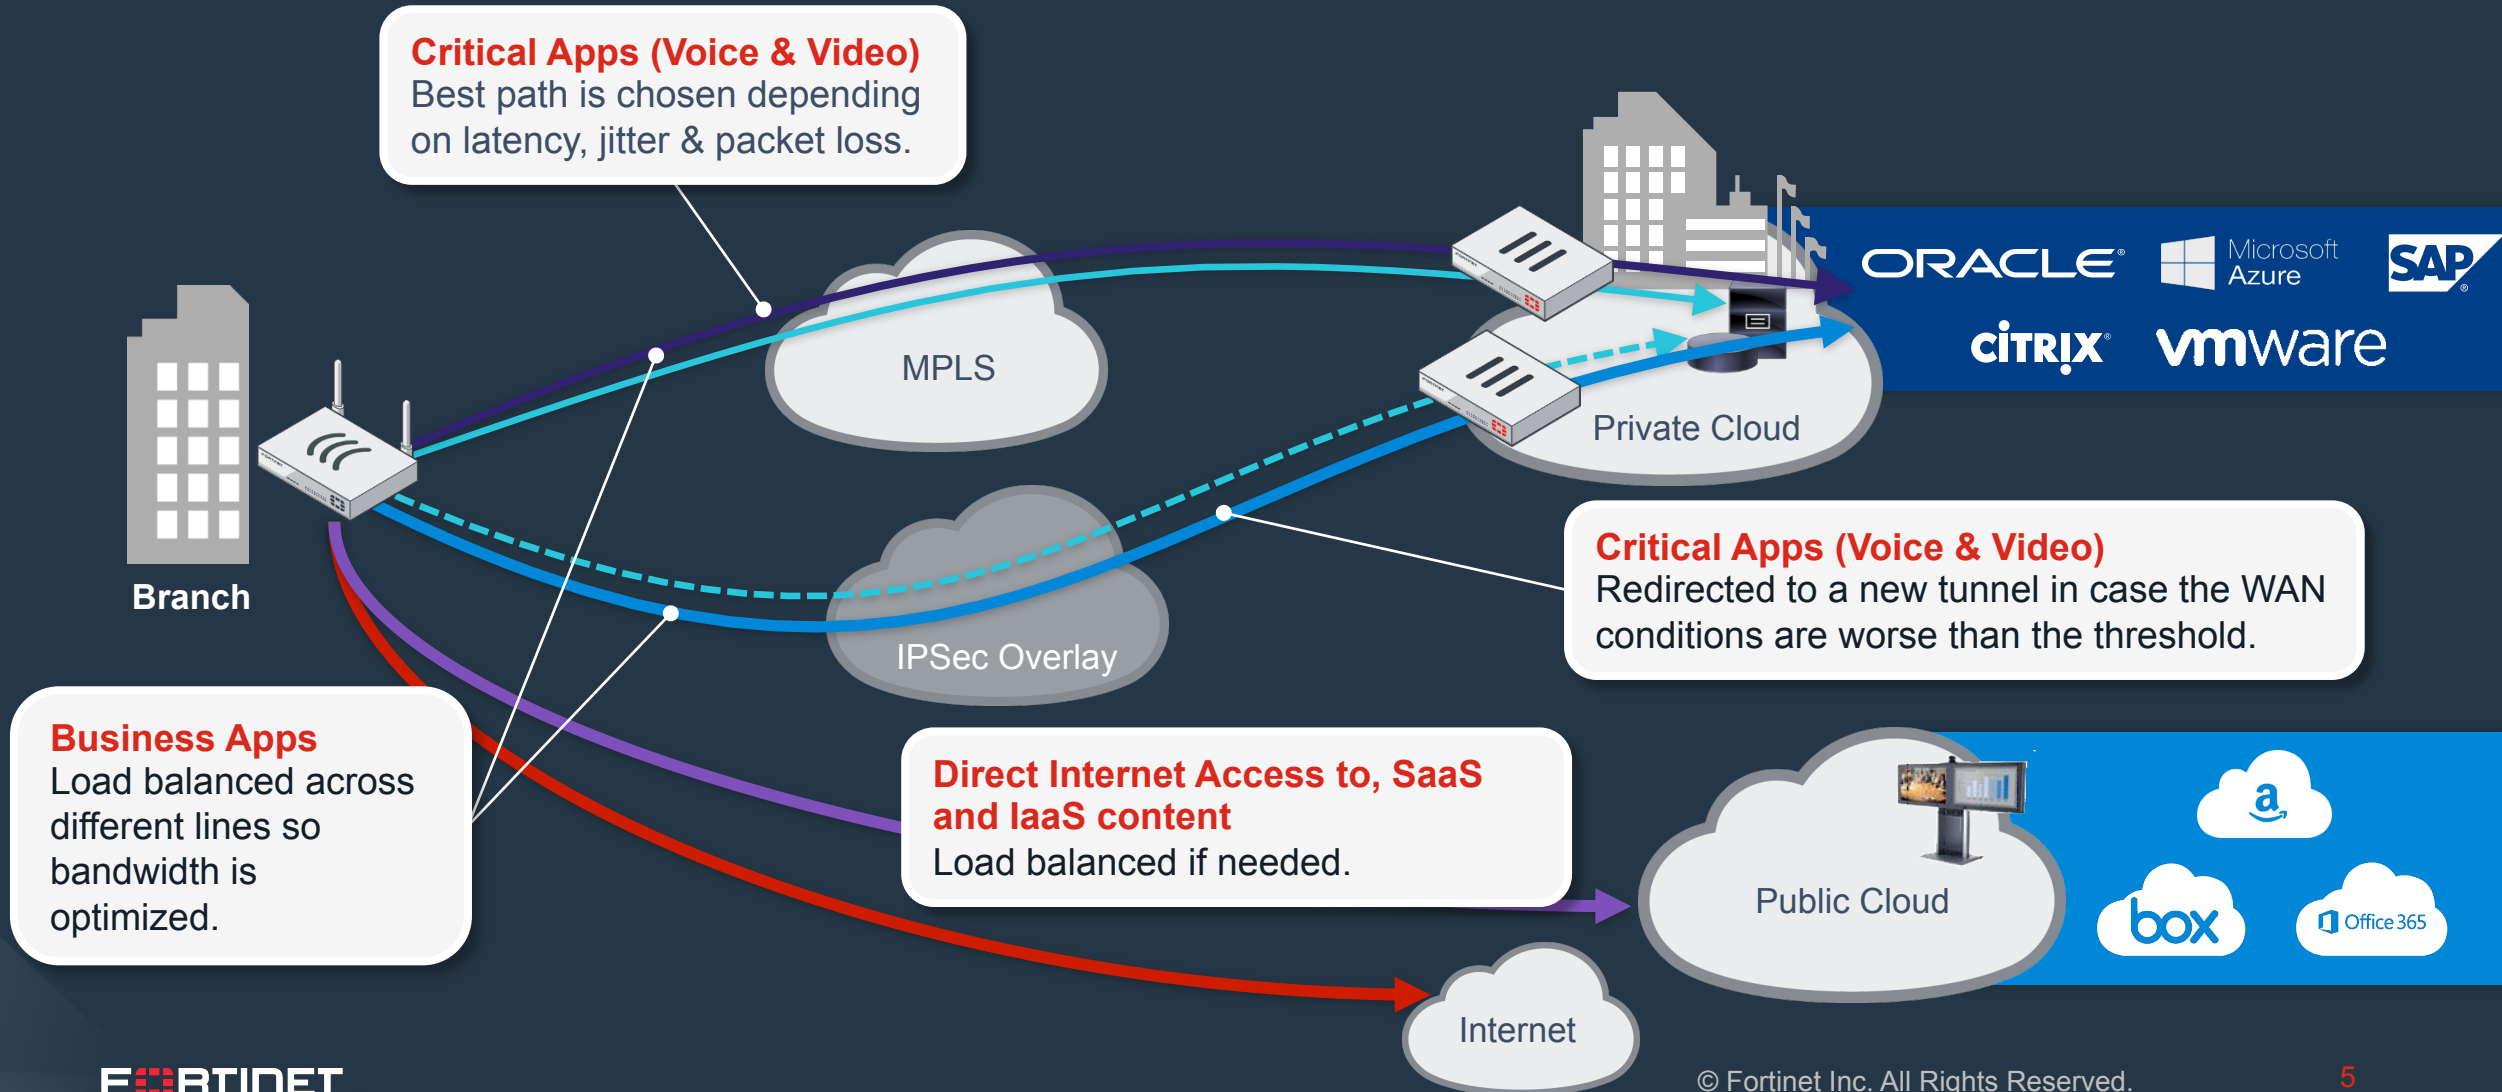 Critical Apps (Voice & Video)
Best path is chosen depending
on latency, jitter & packet loss.
ORACLE®
Microsoft
Azure
SAP®
CiTRIX®
vmware
MPLS
Private Cloud
Branch
IPSec Overlay
Critical Apps (Voice & Video)
Redirected to a new tunnel in case the WAN
conditions are worse than the threshold.
Business Apps
Load balanced across
different lines so
bandwidth is
optimized.
Direct Internet Access to, SaaS
and IaaS content
Load balanced if needed.
Public Cloud
a
box
Office 365
Internet
FORTINET
© Fortinet Inc. All Rights Reserved.
5